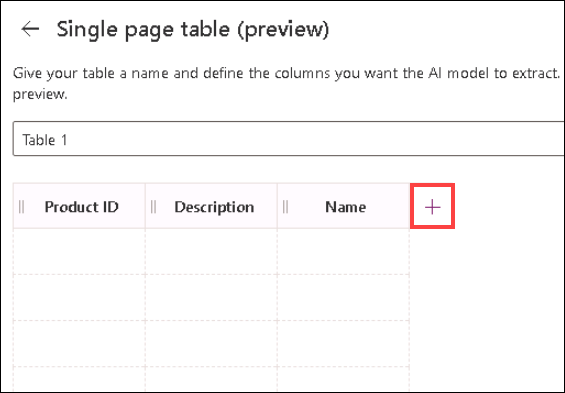 Single page table (preview)
Give your table a name and define the columns you want the AI model to extract.
preview.
Table 1
Product ID Description Name